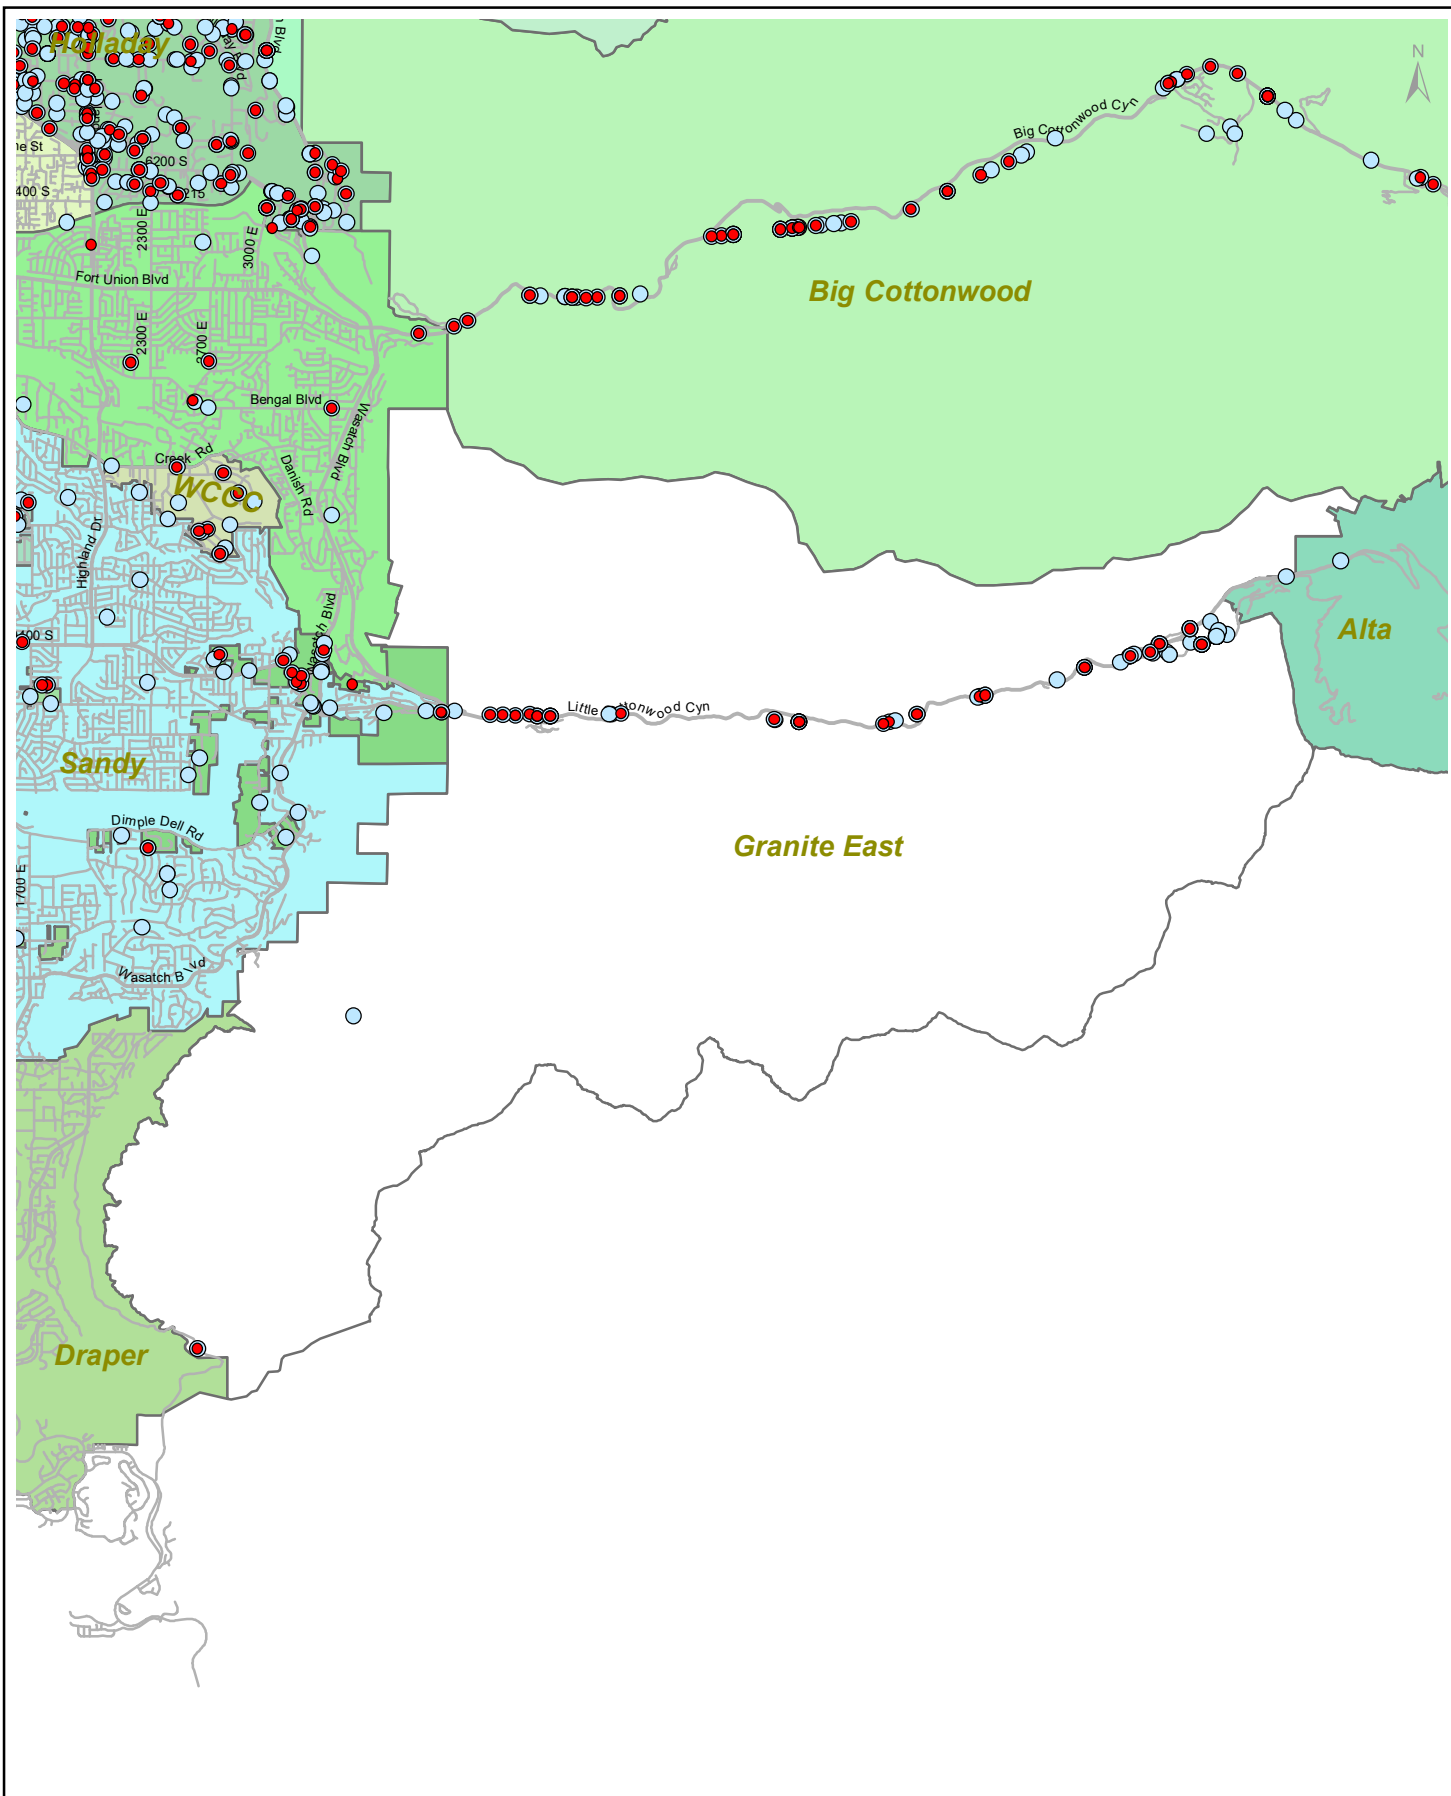 Holladay
N
Big Cottonwood Cyn
6200 S
215
400 S
2300 E
3000 E
Fort Union Blvd
Big Cottonwood
2300 E
2700 E
Bengal Blvd
Wasatch Blvd
Creek Rd
Danish Rd
WCCC
Highland Dr
Wasatch Blvd
Alta
Little Cottonwood Cyn
Sandy
Dimple Dell Rd
Granite East
1700 E
Wasatch Blvd
Draper